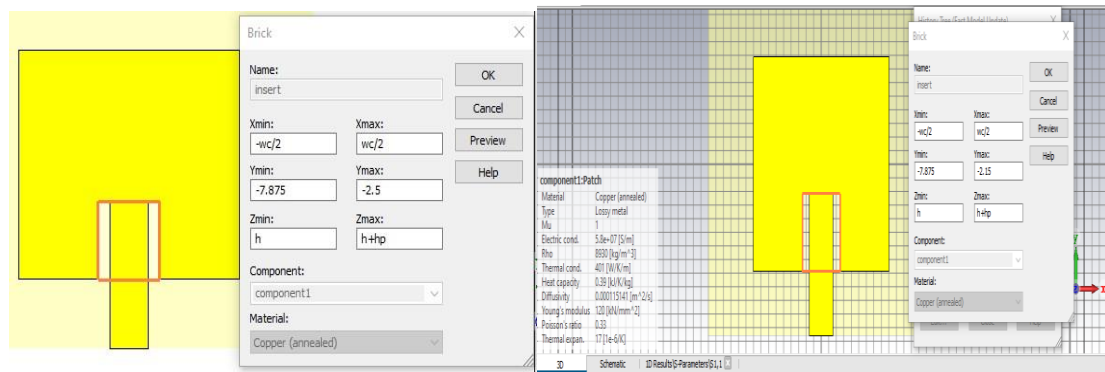 Brick
Name:
insert
OK
Cancel
Xmin:
Xmax:
-wc/2
wc/2
Preview
Ymin:
Ymax:
Help
-7.875
-2.5
Zmin:
Zmax:
h
h+hp
Component:
component1
Material:
Copper (annealed)
Brick
Name:
insert
OK
Cancel
Xmin:
Xmax:
-wc/2
wc/2
Preview
Ymin:
Ymax:
Help
-7.875
-2.15
Zmin:
Zmax:
h
h+hp
Component:
component1
Material:
Copper (annealed)
component1:Patch
Material Copper (annealed)
Type Lossy metal
Mu 1
Electric cond. 5.8e+07 [S/m]
Rho 8930 [kg/m^3]
Thermal cond. 401 [W/K/m]
Heat capacity 0.39 [kJ/K/kg]
Diffusivity 0.000115141 [m^2/s]
Young's modulus 120 [kN/mm^2]
Poisson's ratio 0.33
Thermal expan. 17 [1e-6/K]
3D
Schematic
1D Results\S-Parameters\S1,1